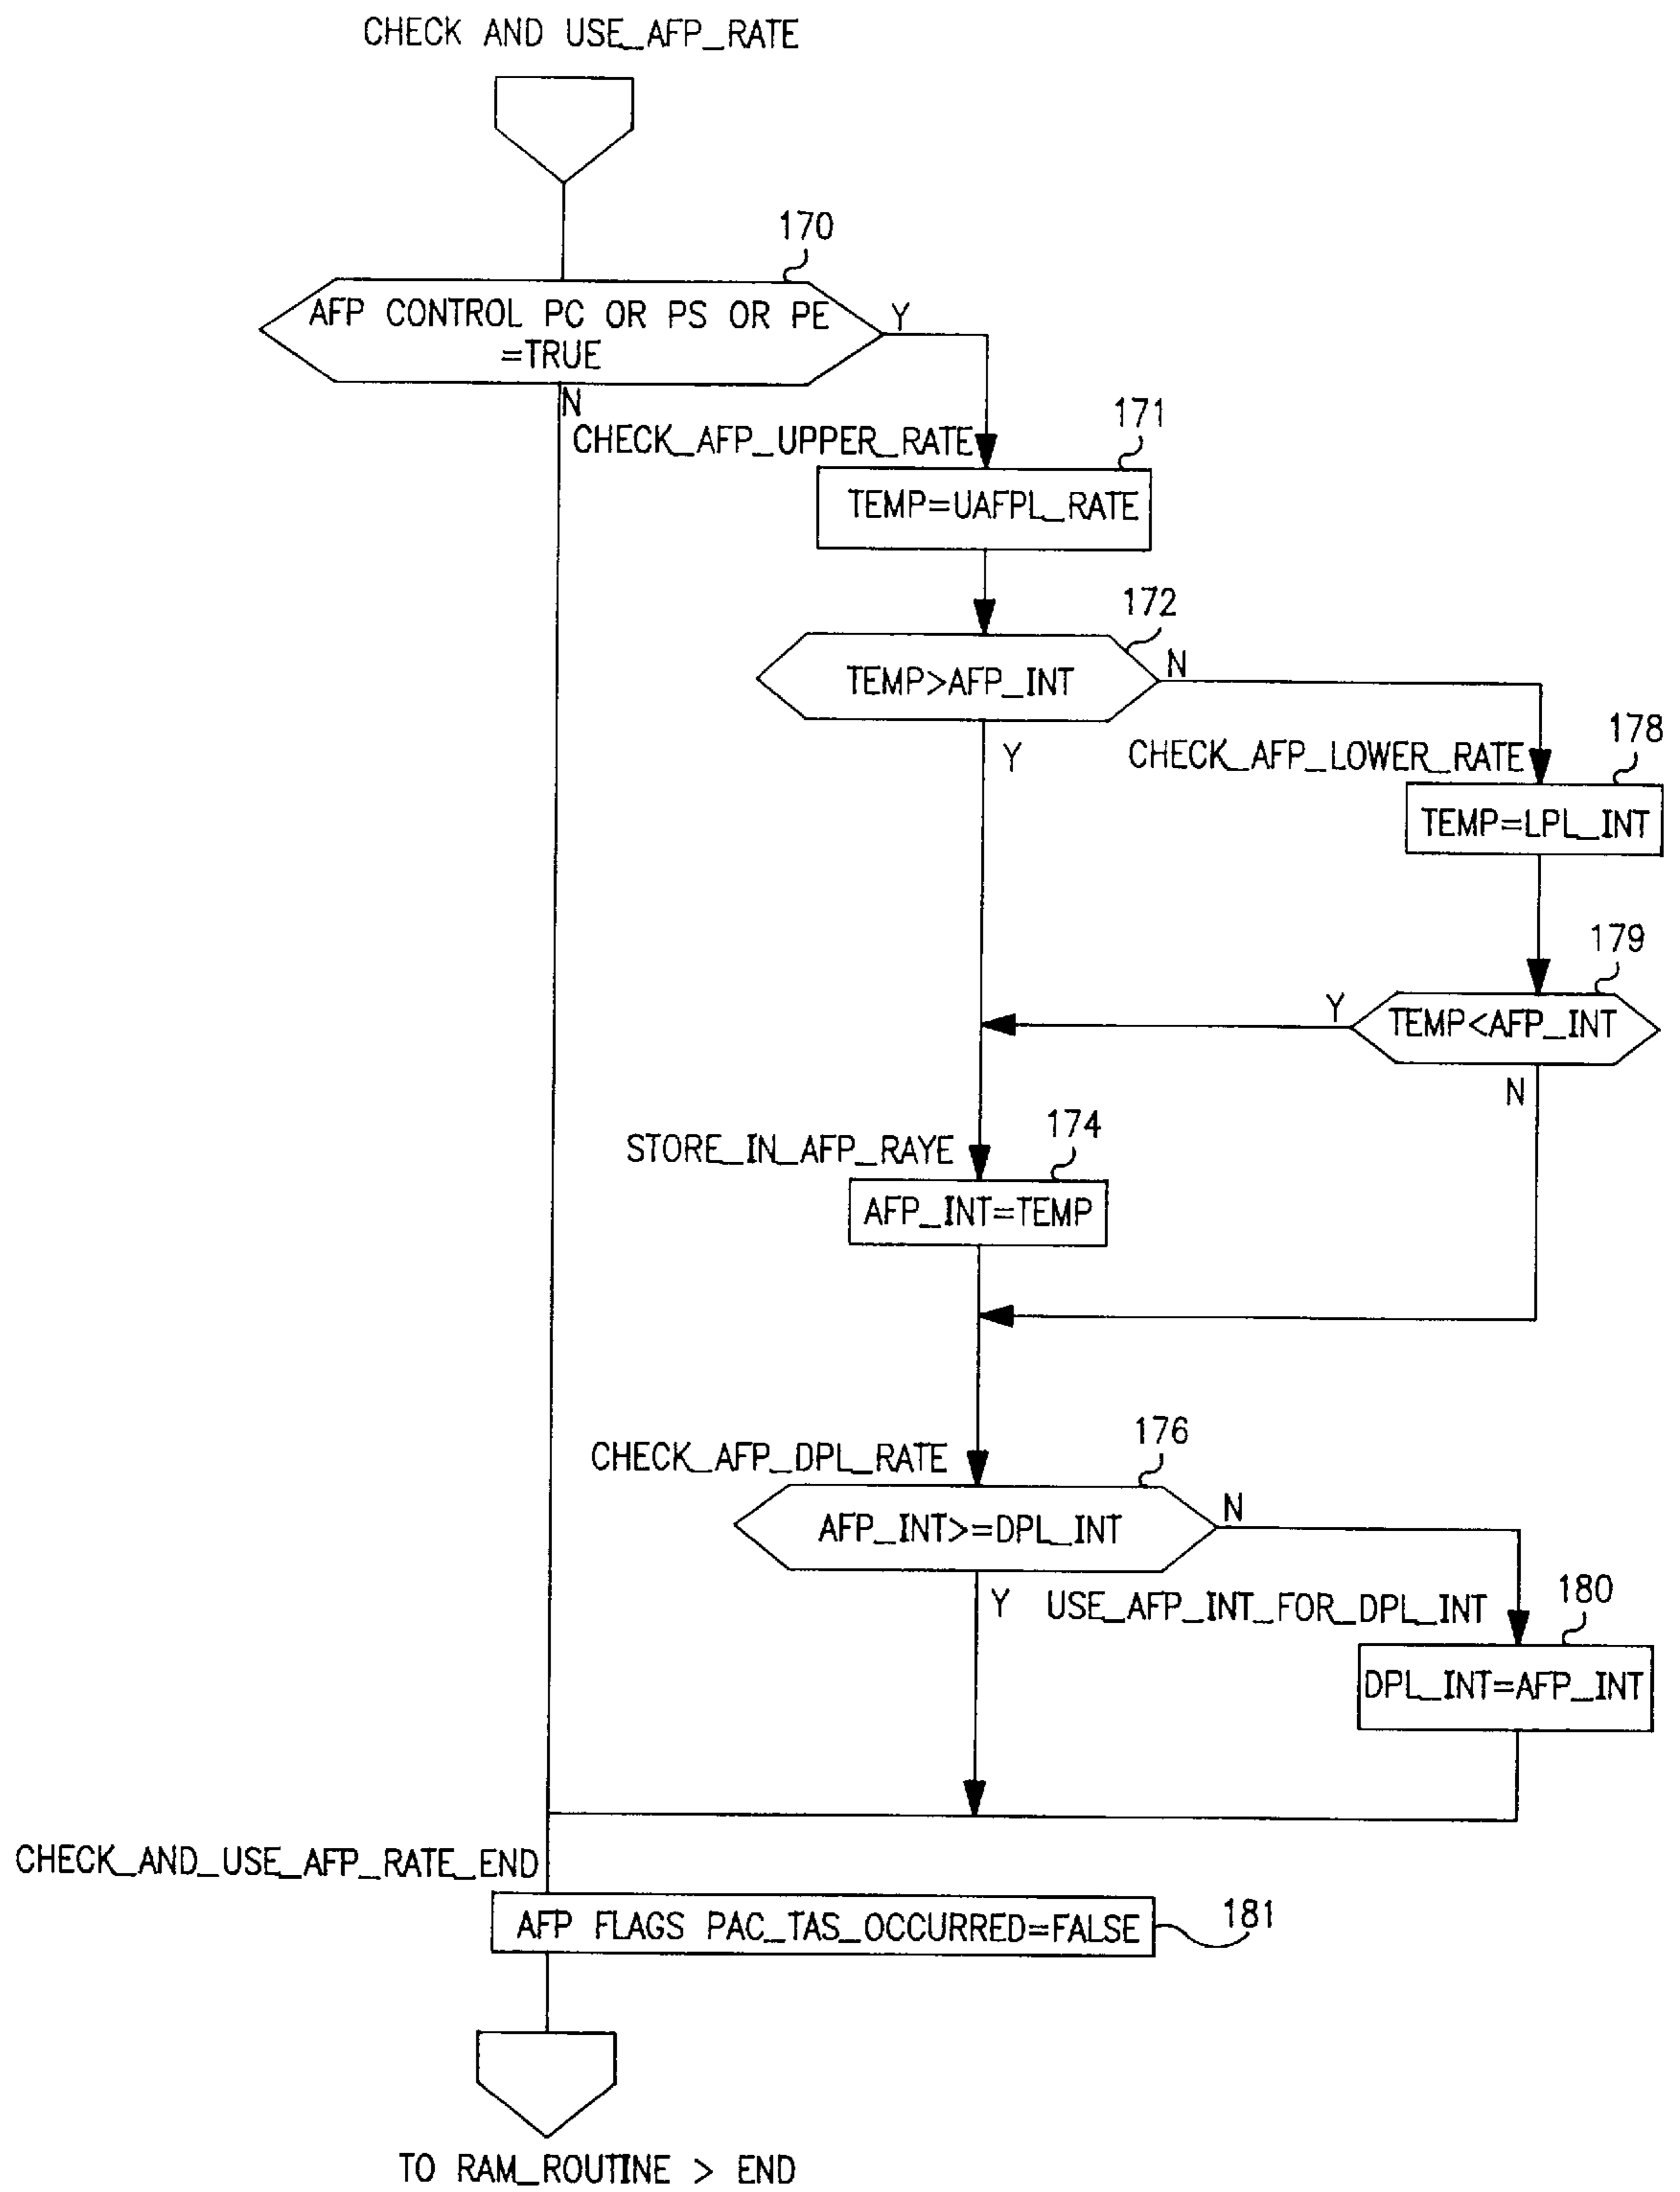 CHECK AND USE_AFP_RATE
170
AFP CONTROL PC OR PS OR PE
=TRUE
Y
N
CHECK_AFP_UPPER_RATE
171
TEMP=UAFPL_RATE
172
TEMP>AFP_INT
N
Y
CHECK_AFP_LOWER_RATE
178
TEMP=LPL_INT
179
TEMP<AFP_INT
Y
N
STORE_IN_AFP_RAYE
174
AFP_INT=TEMP
CHECK_AFP_DPL_RATE
176
AFP_INT>=DPL_INT
N
Y
USE_AFP_INT_FOR_DPL_INT
180
DPL_INT=AFP_INT
CHECK_AND_USE_AFP_RATE_END
AFP FLAGS PAC_TAS_OCCURRED=FALSE
181
TO RAM_ROUTINE > END